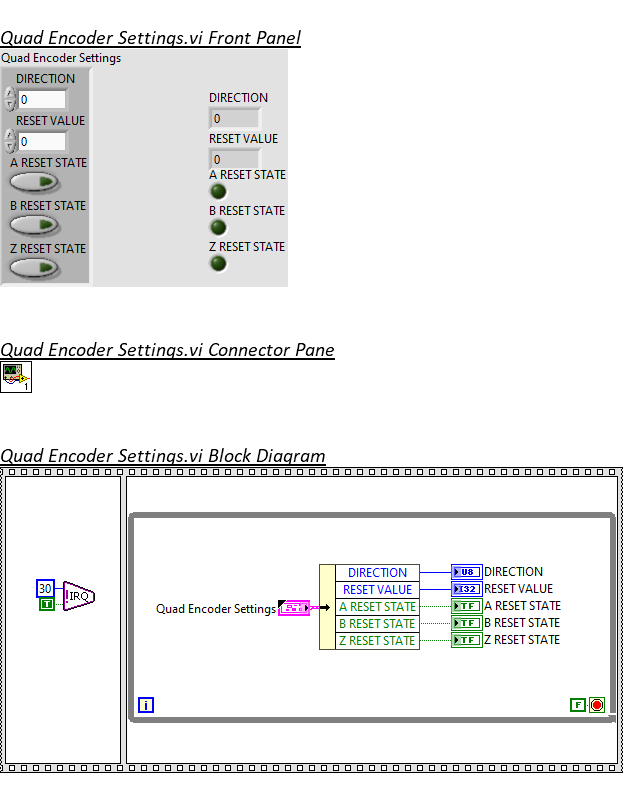 Quad Encoder Settings.vi Front Panel
Quad Encoder Settings
DIRECTION
0
RESET VALUE
0
A RESET STATE
B RESET STATE
Z RESET STATE
DIRECTION
0
RESET VALUE
0
A RESET STATE
B RESET STATE
Z RESET STATE
Quad Encoder Settings.vi Connector Pane
1
Quad Encoder Settings.vi Block Diagram
30
T
!IRQ
Quad Encoder Settings
DIRECTION U8 DIRECTION
RESET VALUE I32 RESET VALUE
A RESET STATE TF A RESET STATE
B RESET STATE TF B RESET STATE
Z RESET STATE TF Z RESET STATE
i
F